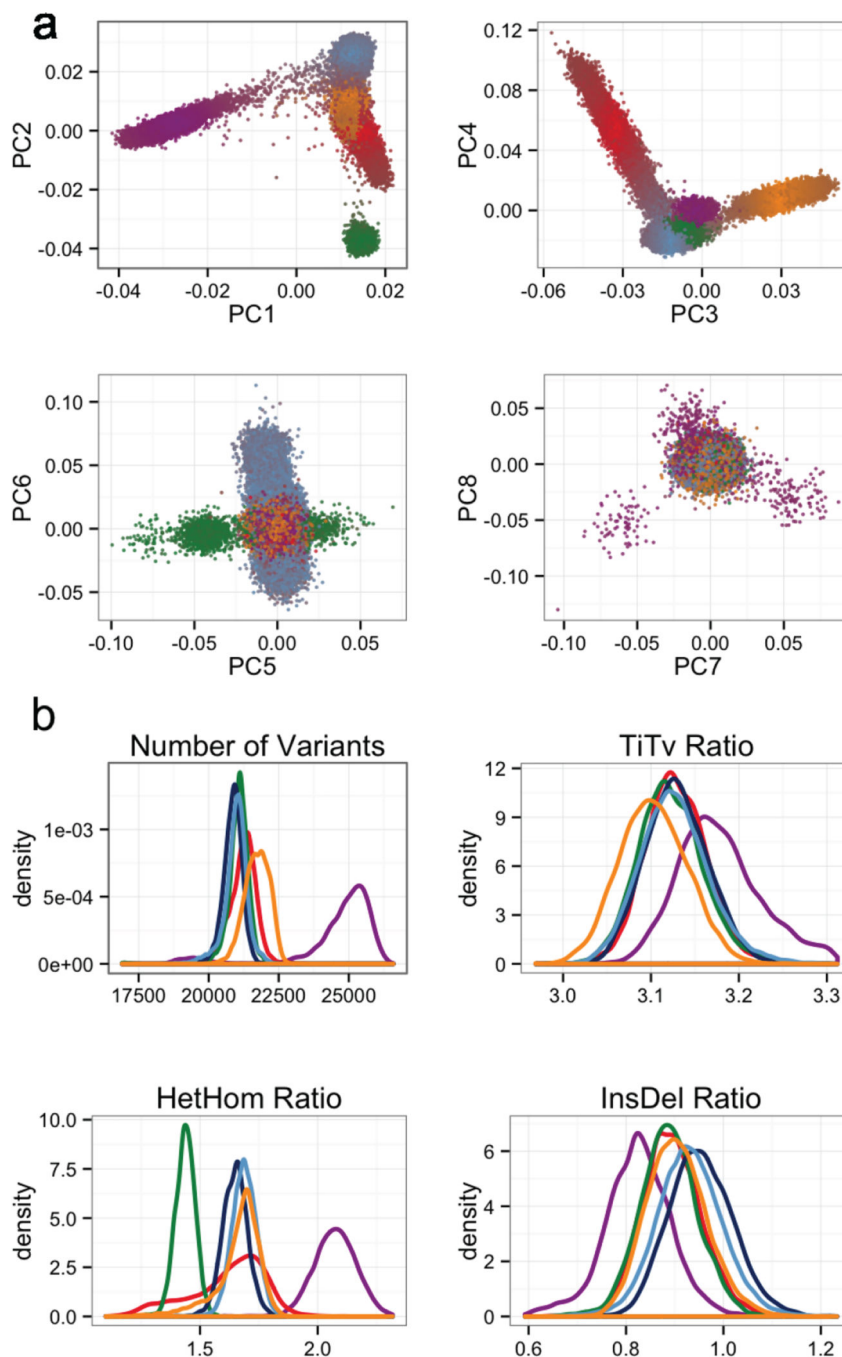 a
PC2
0.02
0.00
-0.02
-0.04
-0.04 -0.02 0.00 0.02
PC1
PC4
0.12
0.08
0.04
0.00
-0.06 -0.03 0.00 0.03
PC3
PC6
0.10
0.05
0.00
-0.05
-0.10 -0.05 0.00 0.05
PC5
PC8
0.05
0.00
-0.05
-0.10
-0.10 -0.05 0.00 0.05
PC7
b
Number of Variants
density
1e-03
5e-04
0e+00
17500 20000 22500 25000
TiTv Ratio
density
12
9
6
3
0
3.0 3.1 3.2 3.3
HetHom Ratio
density
10.0
7.5
5.0
2.5
0.0
1.5 2.0
InsDel Ratio
density
6
4
2
0
0.6 0.8 1.0 1.2